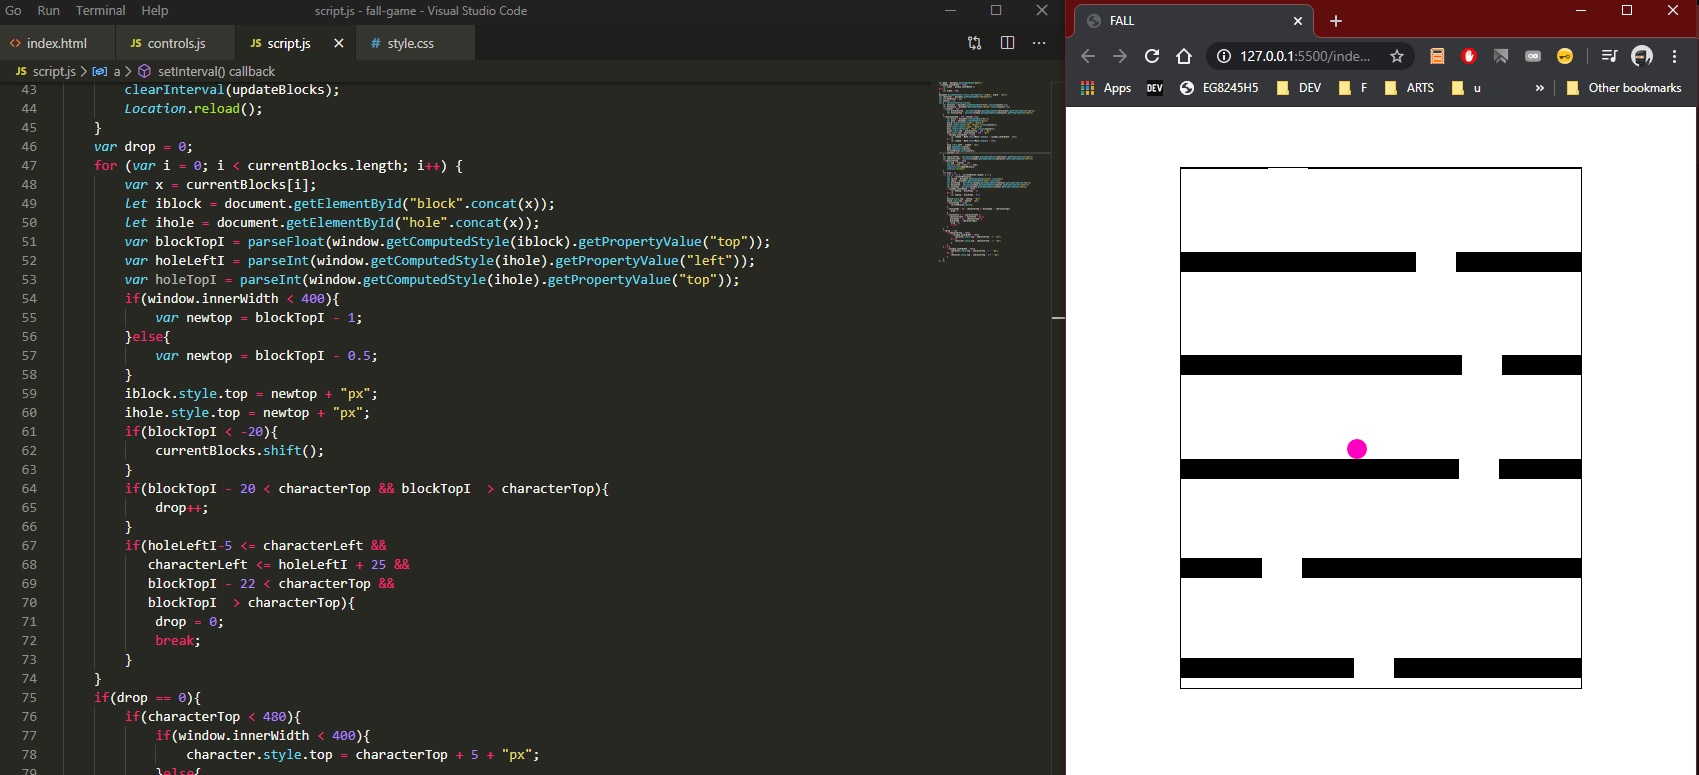 Go Run Terminal Help script.js - fall-game - Visual Studio Code
<> index.html JS controls.js JS script.js # style.css
JS script.js > a > setInterval() callback
43 clearInterval(updateBlocks);
44 Location.reload();
45 }
46 var drop = 0;
47 for (var i = 0; i < currentBlocks.length; i++) {
48 var x = currentBlocks[i];
49 let iblock = document.getElementById("block".concat(x));
50 let ihole = document.getElementById("hole".concat(x));
51 var blockTopI = parseFloat(window.getComputedStyle(iblock).getPropertyValue("top"));
52 var holeLeftI = parseInt(window.getComputedStyle(ihole).getPropertyValue("left"));
53 var holeTopI = parseInt(window.getComputedStyle(ihole).getPropertyValue("top"));
54 if(window.innerWidth < 400){
55 var newtop = blockTopI - 1;
56 }else{
57 var newtop = blockTopI - 0.5;
58 }
59 iblock.style.top = newtop + "px";
60 ihole.style.top = newtop + "px";
61 if(blockTopI < -20){
62 currentBlocks.shift();
63 }
64 if(blockTopI - 20 < characterTop && blockTopI  > characterTop){
65 drop++;
66 }
67 if(holeLeftI-5 <= characterLeft &&
68 characterLeft <= holeLeftI + 25 &&
69 blockTopI - 22 < characterTop &&
70 blockTopI  > characterTop){
71 drop = 0;
72 break;
73 }
74 }
75 if(drop == 0){
76 if(characterTop < 480){
77 if(window.innerWidth < 400){
78 character.style.top = characterTop + 5 + "px";
79 }else{
FALL
127.0.0.1:5500/inde...
Apps DEV EG8245H5 DEV F ARTS u » Other bookmarks